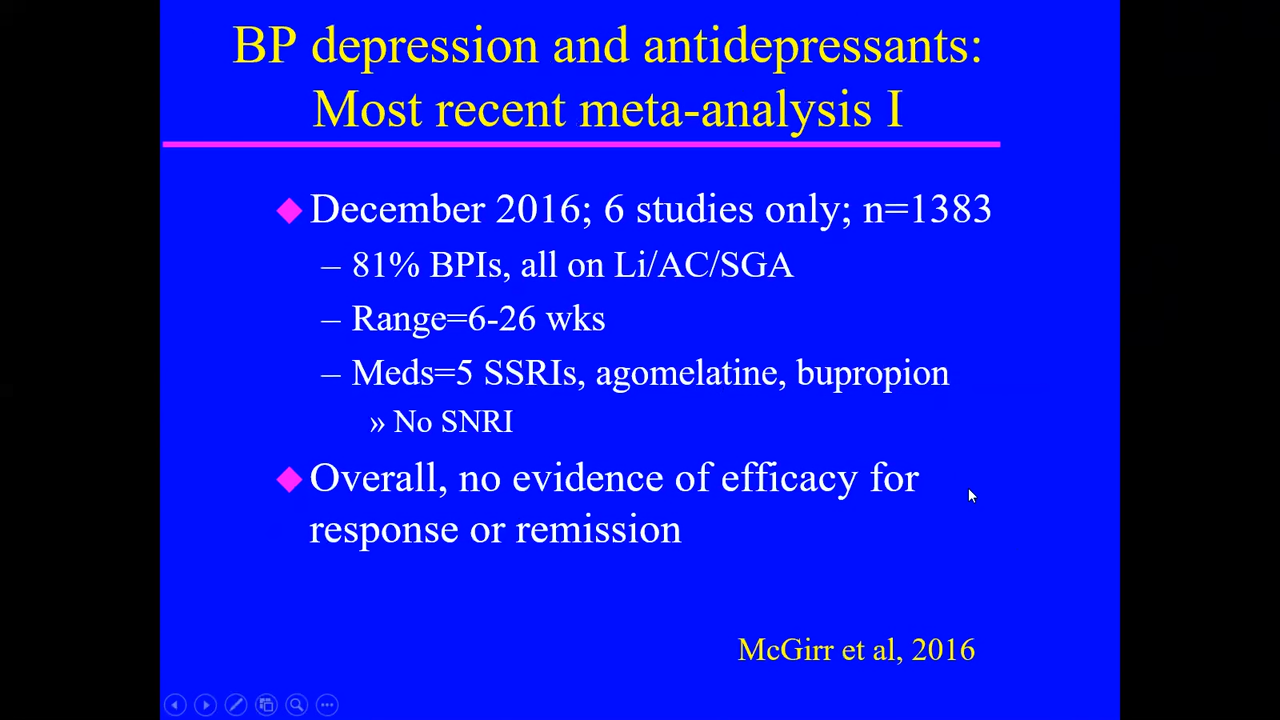 BP depression and antidepressants:
Most recent meta-analysis I
December 2016; 6 studies only; n=1383
– 81% BPIs, all on Li/AC/SGA
– Range=6-26 wks
– Meds=5 SSRIs, agomelatine, bupropion
» No SNRI
Overall, no evidence of efficacy for
response or remission
McGirr et al, 2016